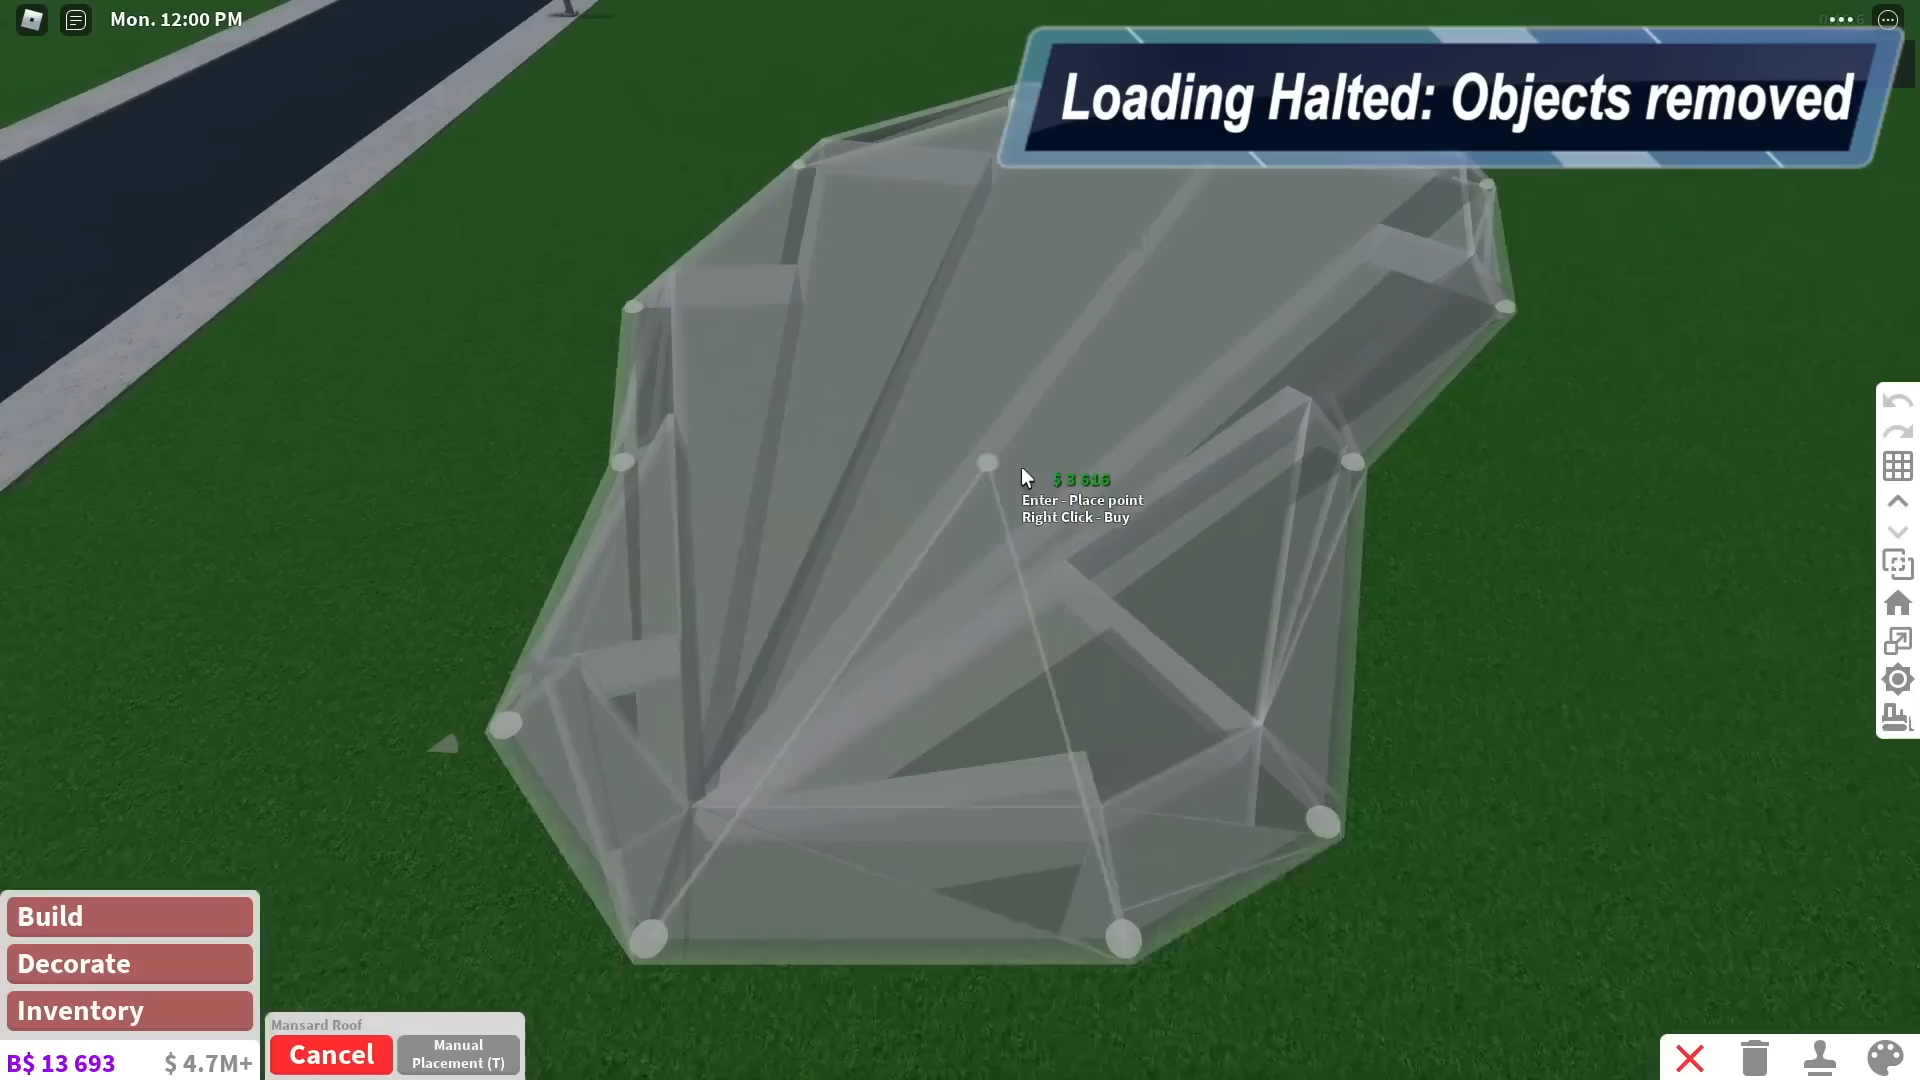 Mon. 12:00 PM
Loading Halted: Objects removed
$ 3 616
Enter - Place point
Right Click - Buy
Build
Decorate
Inventory
Mansard Roof
Cancel
Manual
Placement (T)
B$ 13 693
$ 4.7M+